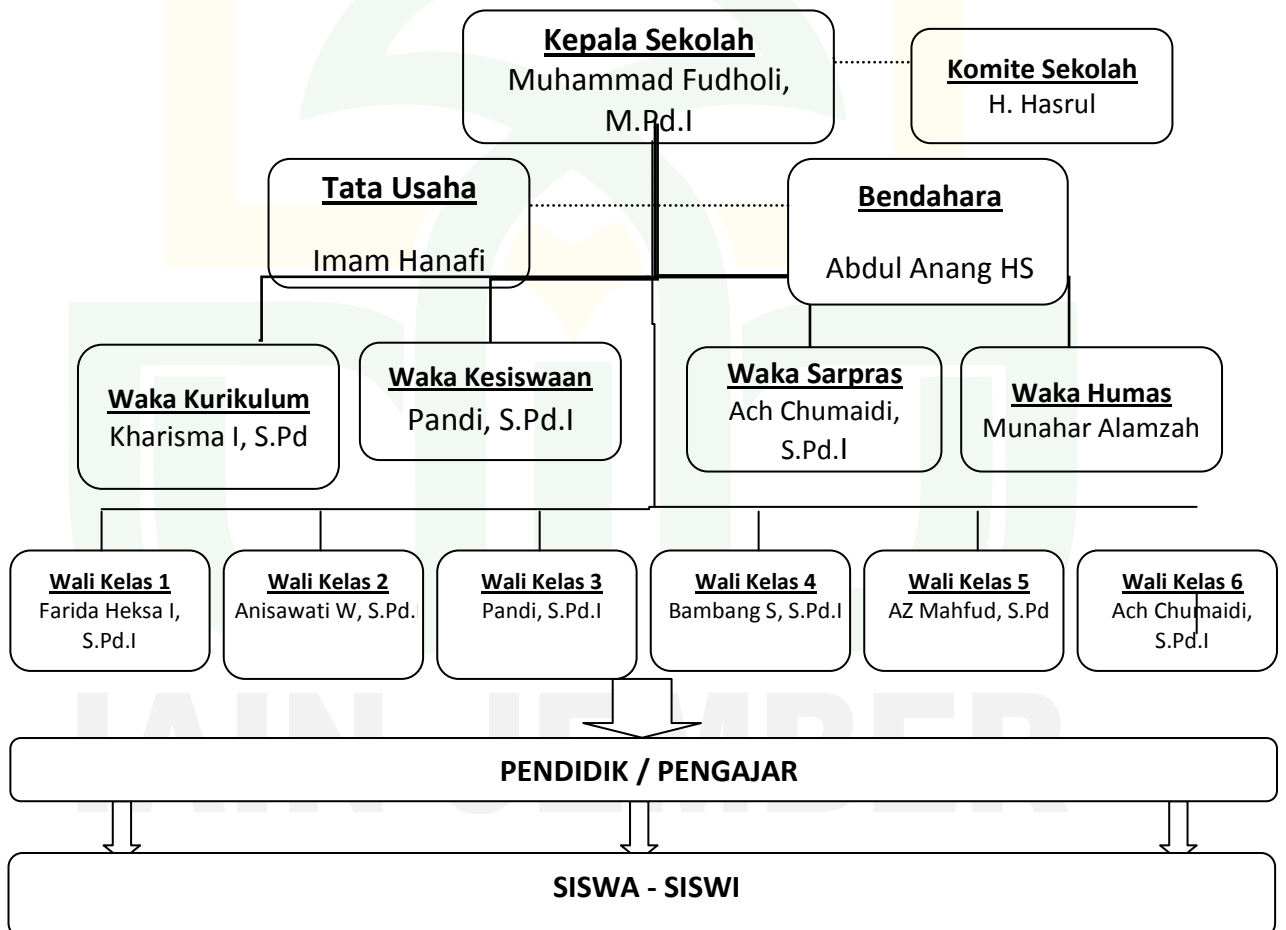 Kepala Sekolah
Muhammad Fudholi,
M.Pd.I
Komite Sekolah
H. Hasrul
Tata Usaha
Imam Hanafi
Bendahara
Abdul Anang HS
Waka Kurikulum
Kharisma I, S.Pd
Waka Kesiswaan
Pandi, S.Pd.I
Waka Sarpras
Ach Chumaidi,
S.Pd.I
Waka Humas
Munahar Alamzah
Wali Kelas 1
Farida Heksa I,
S.Pd.I
Wali Kelas 2
Anisawati W, S.Pd.I
Wali Kelas 3
Pandi, S.Pd.I
Wali Kelas 4
Bambang S, S.Pd.I
Wali Kelas 5
AZ Mahfud, S.Pd
Wali Kelas 6
Ach Chumaidi,
S.Pd.I
IAIN JEMBER
PENDIDIK / PENGAJAR
SISWA - SISWI